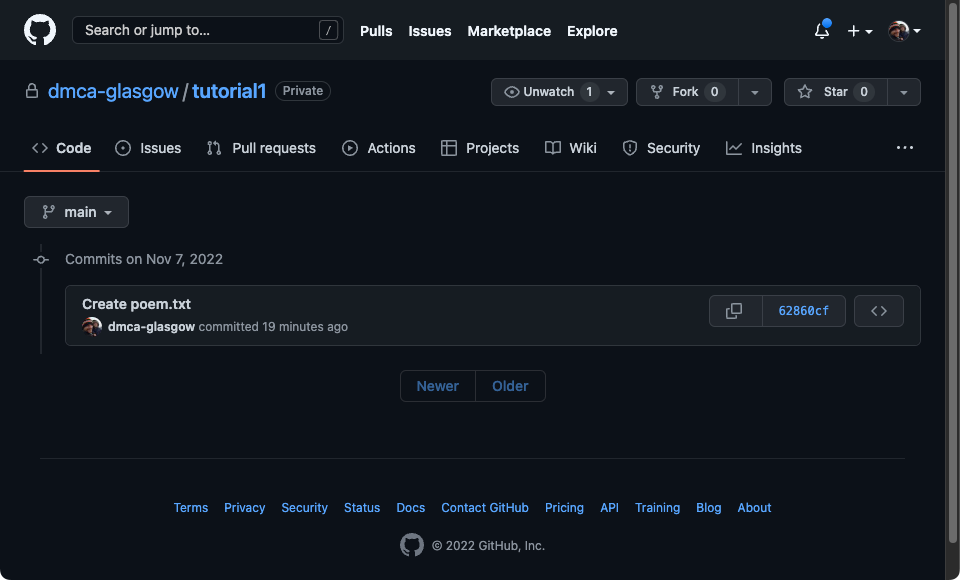 Search or jump to... /
Pulls Issues Marketplace Explore
dmca-glasgow / tutorial1 Private
Unwatch 1 Fork 0 Star 0
Code Issues Pull requests Actions Projects Wiki Security Insights ...
main
Commits on Nov 7, 2022
Create poem.txt
dmca-glasgow committed 19 minutes ago
62860cf <>
Newer Older
Terms Privacy Security Status Docs Contact GitHub Pricing API Training Blog About
© 2022 GitHub, Inc.